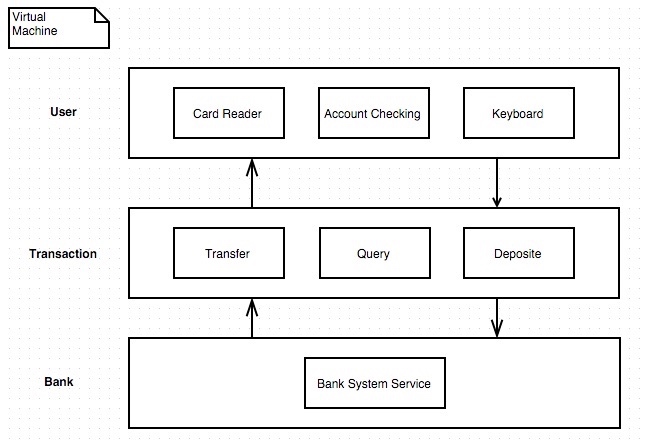 Virtual
Machine
User
Card Reader
Account Checking
Keyboard
Transaction
Transfer
Query
Deposite
Bank
Bank System Service